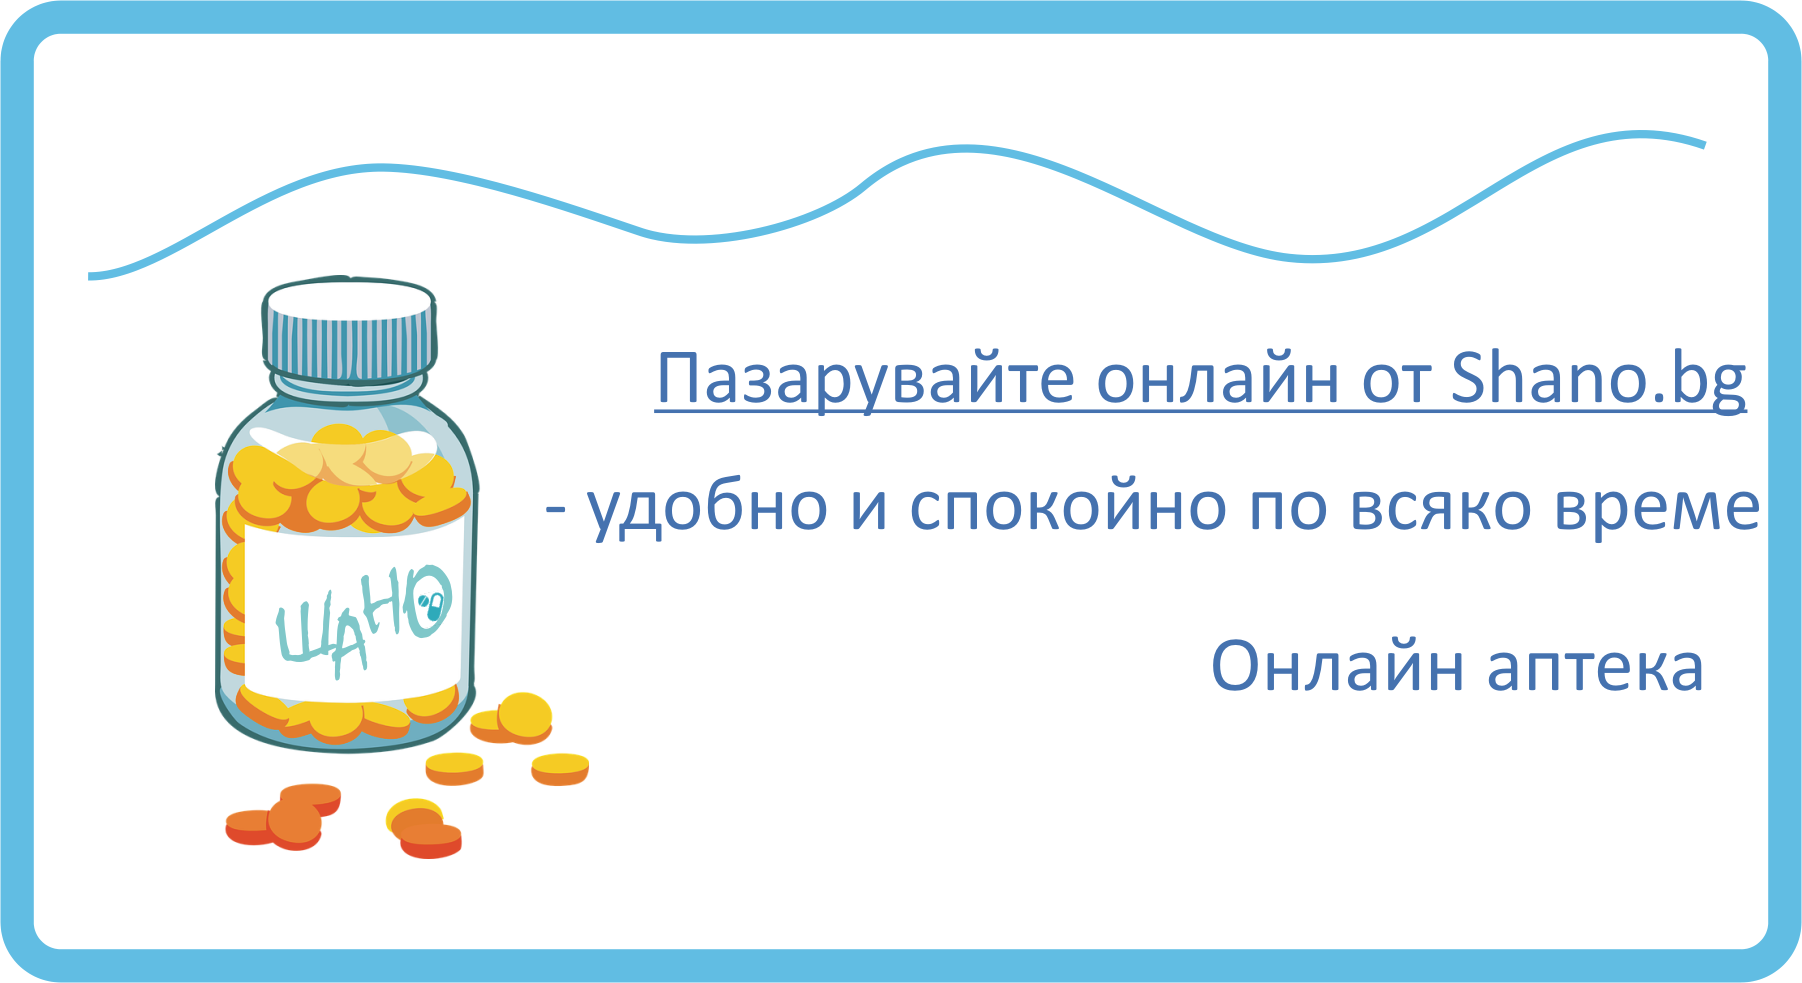 Пазарувайте онлайн от Shano.bg
- удобно и спокойно по всяко време
ШАНО
Онлайн аптека